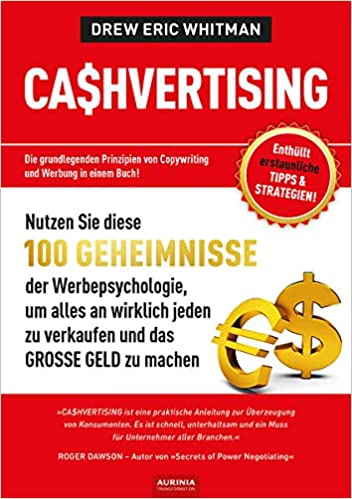 DREW ERIC WHITMAN
CA$HVERTISING
Die grundlegenden Prinzipien von Copywriting
und Werbung in einem Buch!
Enthüllt
erstaunliche
TIPPS &
STRATEGIEN!
Nutzen Sie diese
100 GEHEIMNISSE
der Werbepsychologie,
um alles an wirklich jeden
zu verkaufen und das
GROSSE GELD zu machen
€$
»CA$HVERTISING ist eine praktische Anleitung zur Überzeugung
von Konsumenten. Es ist schnell, unterhaltsam und ein Muss
für Unternehmer aller Branchen.«
ROGER DAWSON – Autor von »Secrets of Power Negotiating«
AURINIA
TRANSFORMATION